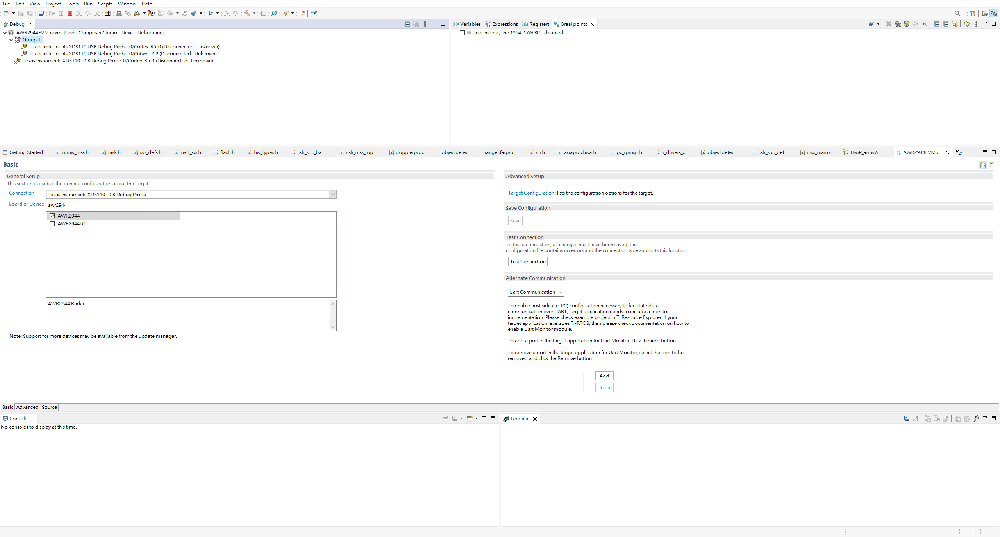 File Edit View Project Tools Run Scripts Window Help
Debug
AWR2944EVM.ccxml [Code Composer Studio - Device Debugging]
Group 1
Texas Instruments XDS110 USB Debug Probe_0/Cortex_R5_0 (Disconnected : Unknown)
Texas Instruments XDS110 USB Debug Probe_0/C66xx_DSP (Disconnected : Unknown)
Texas Instruments XDS110 USB Debug Probe_0/Cortex_R5_1 (Disconnected : Unknown)
(x)= Variables Expressions 1010 0101 Registers Breakpoints
mss_main.c, line 1354 [S/W BP - disabled]
Getting Started mmw_mss.h task.h sys_defs.h uart_sci.h flash.h hw_types.h cslr_soc_ba... cslr_mss_top... dopplerproc... objectdetec... rangecfarpro... cli.h aoaprochwa.h ipc_rpmsg.h ti_drivers_c... objectdetec... cslr_soc_def... mss_main.c HwiP_armv7r... AWR2944EVM.c... »24
Basic
General Setup
This section describes the general configuration about the target.
Connection Texas Instruments XDS110 USB Debug Probe
Board or Device awr2944
AWR2944
AWR2944LC
AWR2944 Radar
Note: Support for more devices may be available from the update manager.
Advanced Setup
Target Configuration: lists the configuration options for the target.
Save Configuration
Save
Test Connection
To test a connection, all changes must have been saved, the
configuration file contains no errors and the connection type supports this function.
Test Connection
Alternate Communication
Uart Communication
To enable host side (i.e. PC) configuration necessary to facilitate data
communication over UART, target application needs to include a monitor
implementation. Please check example project in TI Resource Explorer. If your
target application leverages TI-RTOS, then please check documentation on how to
enable Uart Monitor module.
To add a port in the target application for Uart Monitor, click the Add button.
To remove a port in the target application for Uart Monitor, select the port to be
removed and click the Remove button.
Add
Delete
Basic Advanced Source
Console
No consoles to display at this time.
Terminal